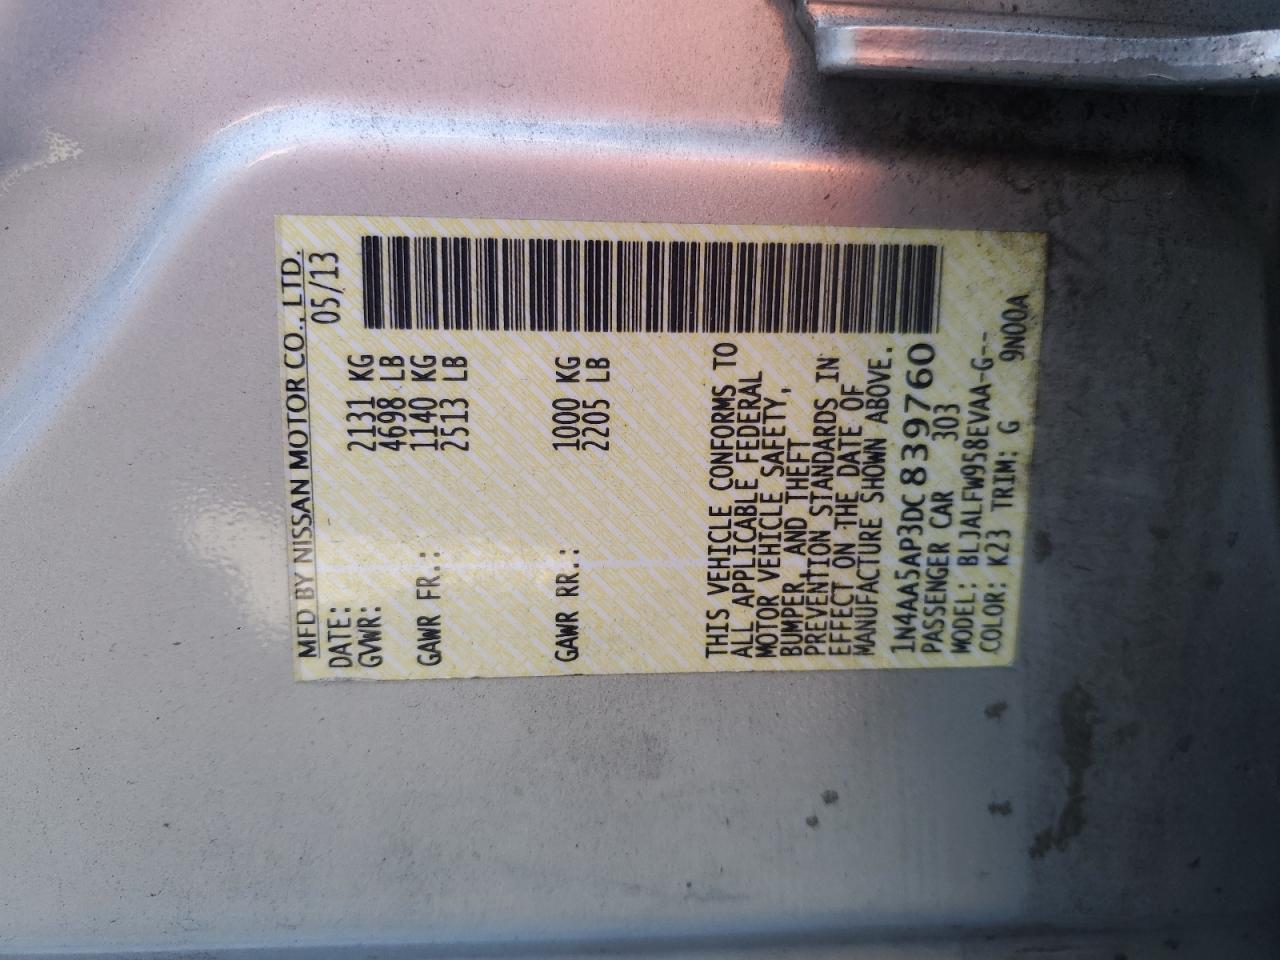 MFD BY NISSAN MOTOR CO., LTD.
DATE: 05/13
GVWR: 2131 KG
4698 LB
GAWR FR.: 1140 KG
2513 LB
GAWR RR.: 1000 KG
2205 LB
THIS VEHICLE CONFORMS TO
ALL APPLICABLE FEDERAL
MOTOR VEHICLE SAFETY,
BUMPER, AND THEFT
PREVENTION STANDARDS IN
EFFECT ON THE DATE OF
MANUFACTURE SHOWN ABOVE.
1N4AA5AP3DC839760
PASSENGER CAR 303
MODEL: BLJALFW958EVAA-G--
COLOR: K23 TRIM: G 9N00A